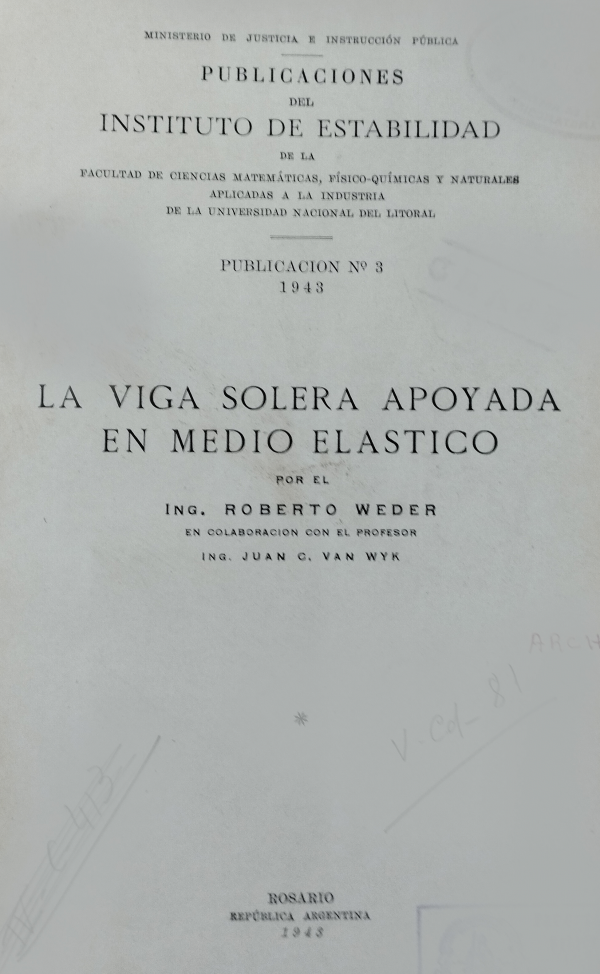 MINISTERIO DE JUSTICIA E INSTRUCCIÓN PÚBLICA
PUBLICACIONES
DEL
INSTITUTO DE ESTABILIDAD
DE LA
FACULTAD DE CIENCIAS MATEMÁTICAS, FÍSICO-QUÍMICAS Y NATURALES
APLICADAS A LA INDUSTRIA
DE LA UNIVERSIDAD NACIONAL DEL LITORAL
PUBLICACION Nº 3
1943
LA VIGA SOLERA APOYADA
EN MEDIO ELASTICO
POR EL
ING. ROBERTO WEDER
EN COLABORACION CON EL PROFESOR
ING. JUAN C. VAN WYK
ARCH
V-Cd-81
ROSARIO
REPÚBLICA ARGENTINA
1943